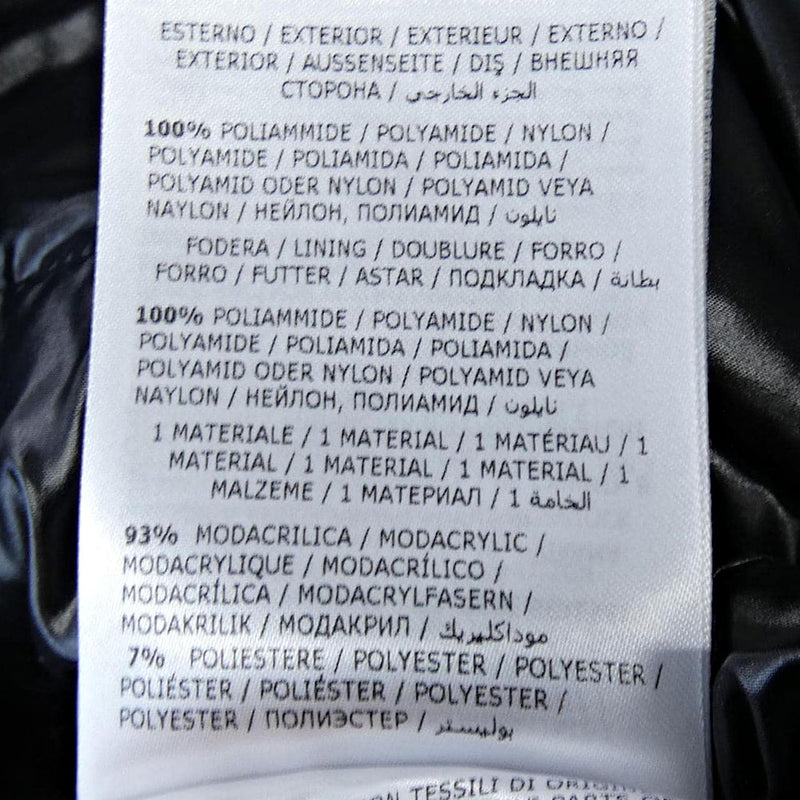 ESTERNO / EXTERIOR / EXTERIEUR / EXTERNO /
EXTERIOR / AUSSENSEITE / DIŞ / ВНЕШНЯЯ
СТОРОНА / الجزء الخارجي
100% POLIAMMIDE / POLYAMIDE / NYLON /
POLYAMIDE / POLIAMIDA / POLIAMIDA /
POLYAMID ODER NYLON / POLYAMID VEYA
NAYLON / НЕЙЛОН, ПОЛИАМИД / نايلون
FODERA / LINING / DOUBLURE / FORRO /
FORRO / FUTTER / ASTAR / ПОДКЛАДКА / بطانة
100% POLIAMMIDE / POLYAMIDE / NYLON /
POLYAMIDE / POLIAMIDA / POLIAMIDA /
POLYAMID ODER NYLON / POLYAMID VEYA
NAYLON / НЕЙЛОН, ПОЛИАМИД / نايلون
1 MATERIALE / 1 MATERIAL / 1 MATÉRIAU / 1
MATERIAL / 1 MATERIAL / 1 MATERIAL / 1
MALZEME / 1 МАТЕРИАЛ / 1 الخامة
93% MODACRILICA / MODACRYLIC /
MODACRYLIQUE / MODACRÍLICO /
MODACRÍLICA / MODACRYLFASERN /
MODAKRILIK / МОДАКРИЛ / موداكليريك
7% POLIESTERE / POLYESTER / POLYESTER /
POLIÉSTER / POLIÉSTER / POLYESTER /
POLYESTER / ПОЛИЭСТЕР / بوليستر
TESSILI DI